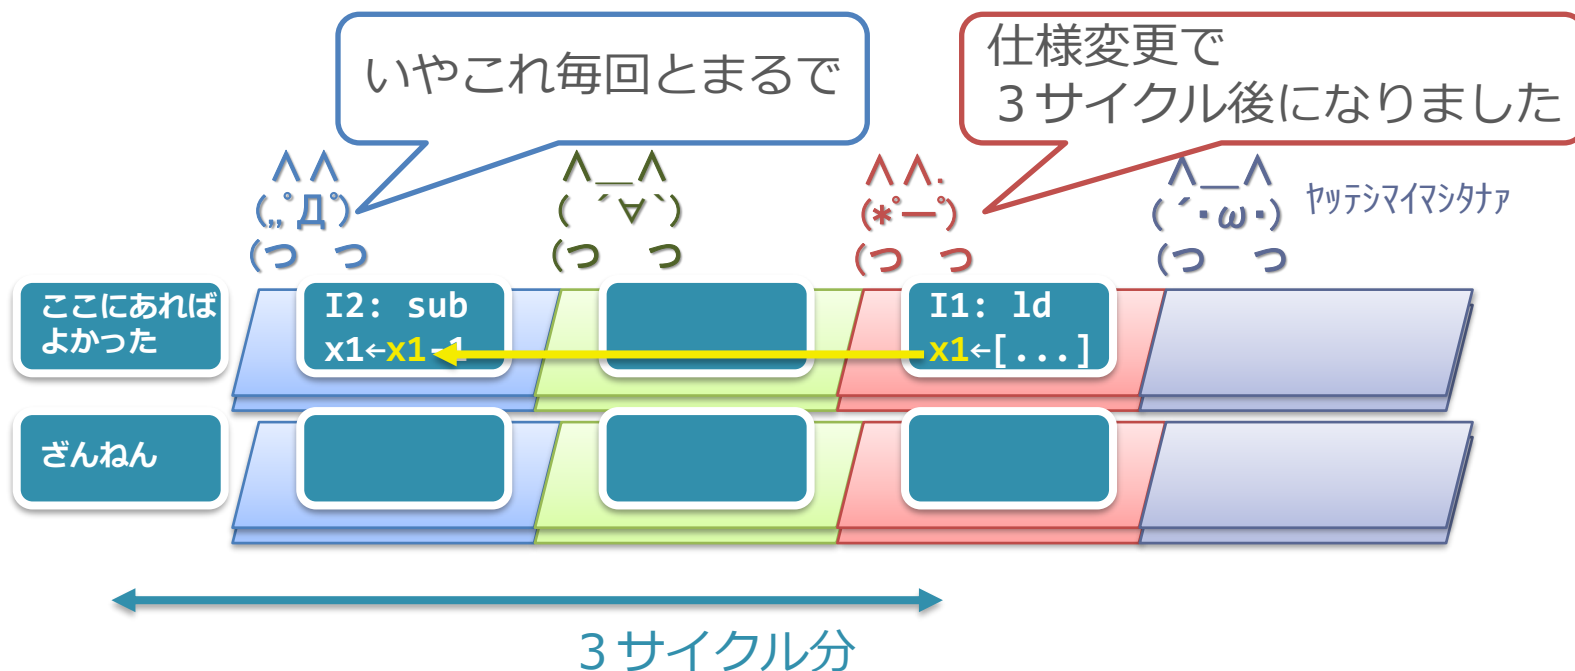 いやこれ毎回とまるで
仕様変更で
３サイクル後になりました
∧∧
(,,ﾟДﾟ)
(つ　つ
∧＿∧
( ´∀`)
(つ　つ
∧∧.
(*ﾟーﾟ)
(つ　つ
∧＿∧
(´･ω･)
(つ　つ
ﾔｯﾃｼﾏｲﾏｼﾀﾅｧ
ここにあれば
よかった
I2: sub
x1←x1-1
I1: ld
x1←[...]
ざんねん
３サイクル分